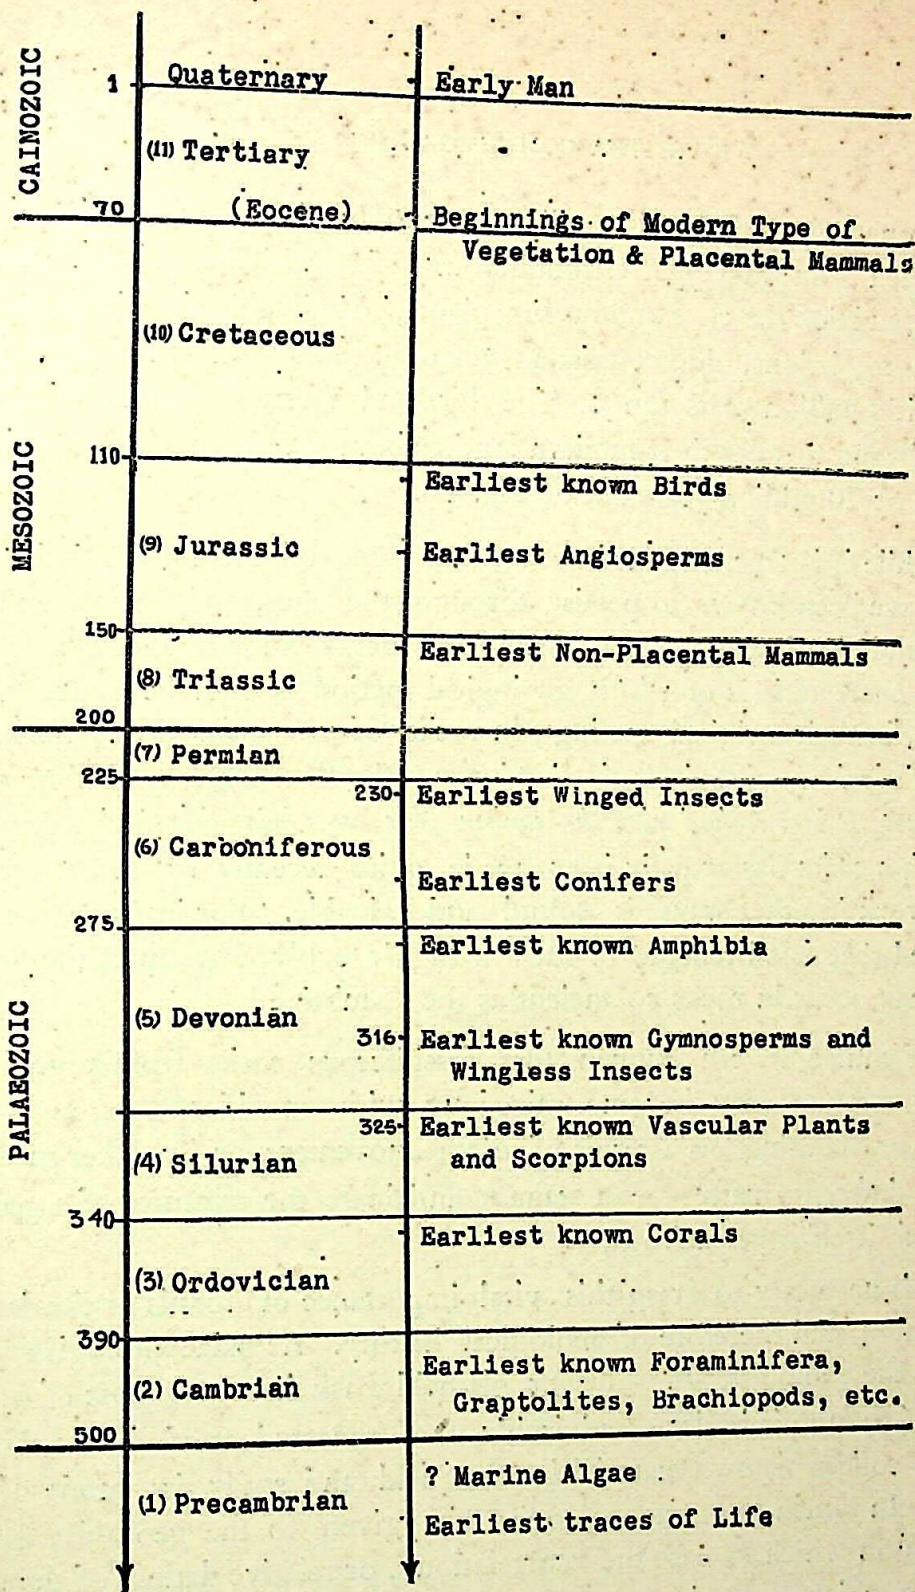 CAINOZOIC
1 Quaternary Early Man
(11) Tertiary
70 (Eocene) Beginnings of Modern Type of
Vegetation & Placental Mammals
MESOZOIC
(10) Cretaceous
110
Earliest known Birds
(9) Jurassic Earliest Angiosperms
150
Earliest Non-Placental Mammals
(8) Triassic
200
PALAEOZOIC
(7) Permian
225
230 Earliest Winged Insects
(6) Carboniferous
Earliest Conifers
275
Earliest known Amphibia
(5) Devonian
316 Earliest known Gymnosperms and
Wingless Insects
325 Earliest known Vascular Plants
and Scorpions
(4) Silurian
340
Earliest known Corals
(3) Ordovician
390
Earliest known Foraminifera,
(2) Cambrian Graptolites, Brachiopods, etc.
500
? Marine Algae
(1) Precambrian
Earliest traces of Life